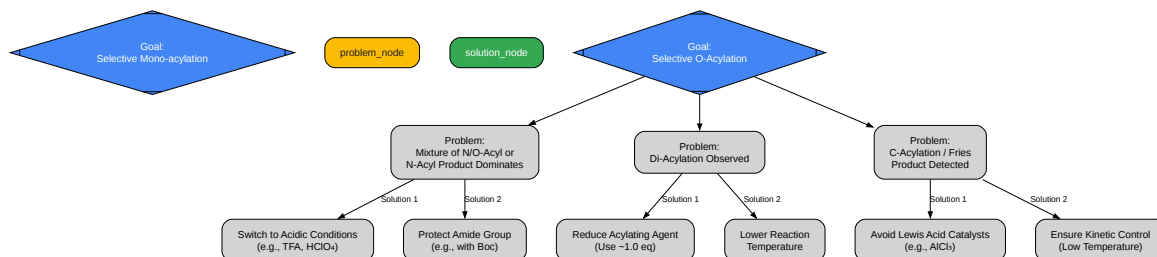 Goal:
Selective Mono-acylation
problem_node
solution_node
Goal:
Selective O-Acylation
Problem:
Mixture of N/O-Acyl or
N-Acyl Product Dominates
Problem:
Di-Acylation Observed
Problem:
C-Acylation / Fries
Product Detected
Solution 1
Solution 2
Solution 1
Solution 2
Solution 1
Solution 2
Switch to Acidic Conditions
(e.g., TFA, HClO₄)
Protect Amide Group
(e.g., with Boc)
Reduce Acylating Agent
(Use ~1.0 eq)
Lower Reaction
Temperature
Avoid Lewis Acid Catalysts
(e.g., AlCl₃)
Ensure Kinetic Control
(Low Temperature)